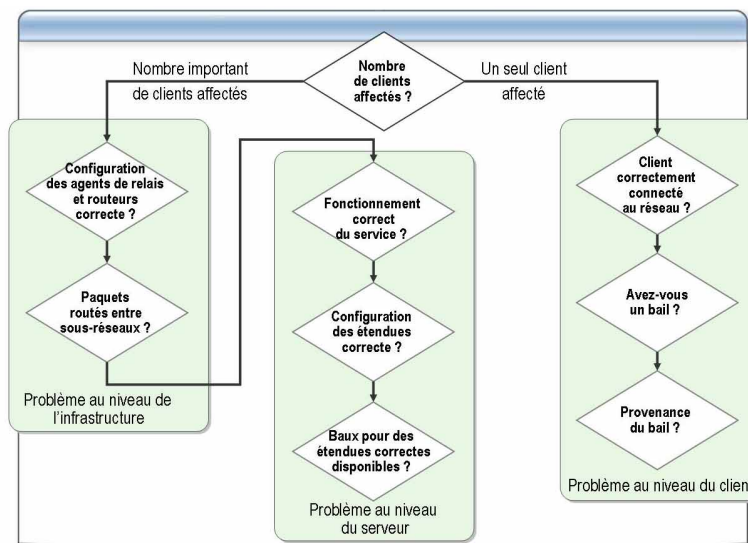 Nombre
de clients
affectés ?
Nombre important
de clients affectés
Un seul client
affecté
Configuration
des agents de relais
et routeurs
correcte ?
Paquets
routés entre
sous-réseaux ?
Problème au niveau de
l'infrastructure
Fonctionnement
correct
du service ?
Configuration
des étendues
correcte ?
Baux pour des
étendues correctes
disponibles ?
Problème au niveau
du serveur
Client
correctement
connecté
au réseau ?
Avez-vous
un bail ?
Provenance
du bail ?
Problème au niveau du clien